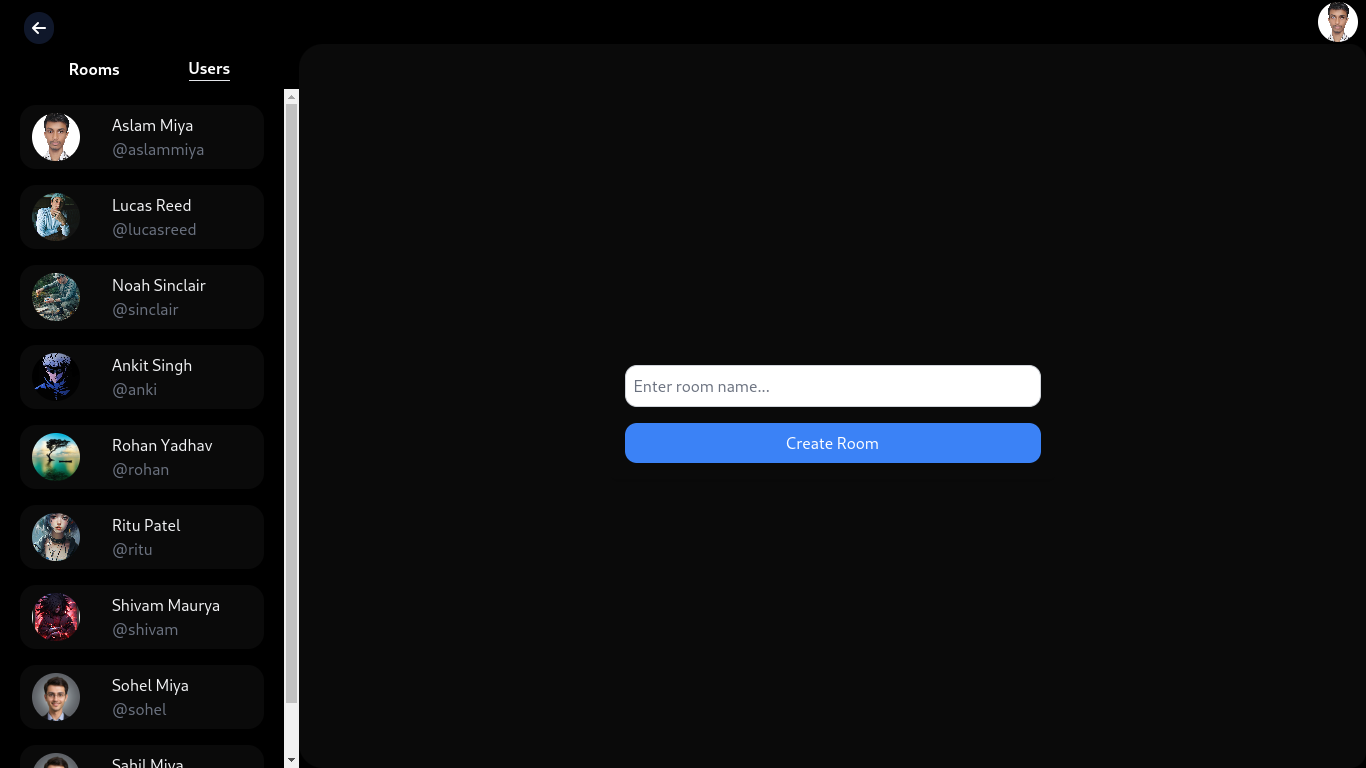 Rooms
Users
Aslam Miya
@aslammiya
Lucas Reed
@lucasreed
Noah Sinclair
@sinclair
Ankit Singh
@anki
Rohan Yadhav
@rohan
Ritu Patel
@ritu
Shivam Maurya
@shivam
Sohel Miya
@sohel
Sahil Miya
Enter room name...
Create Room